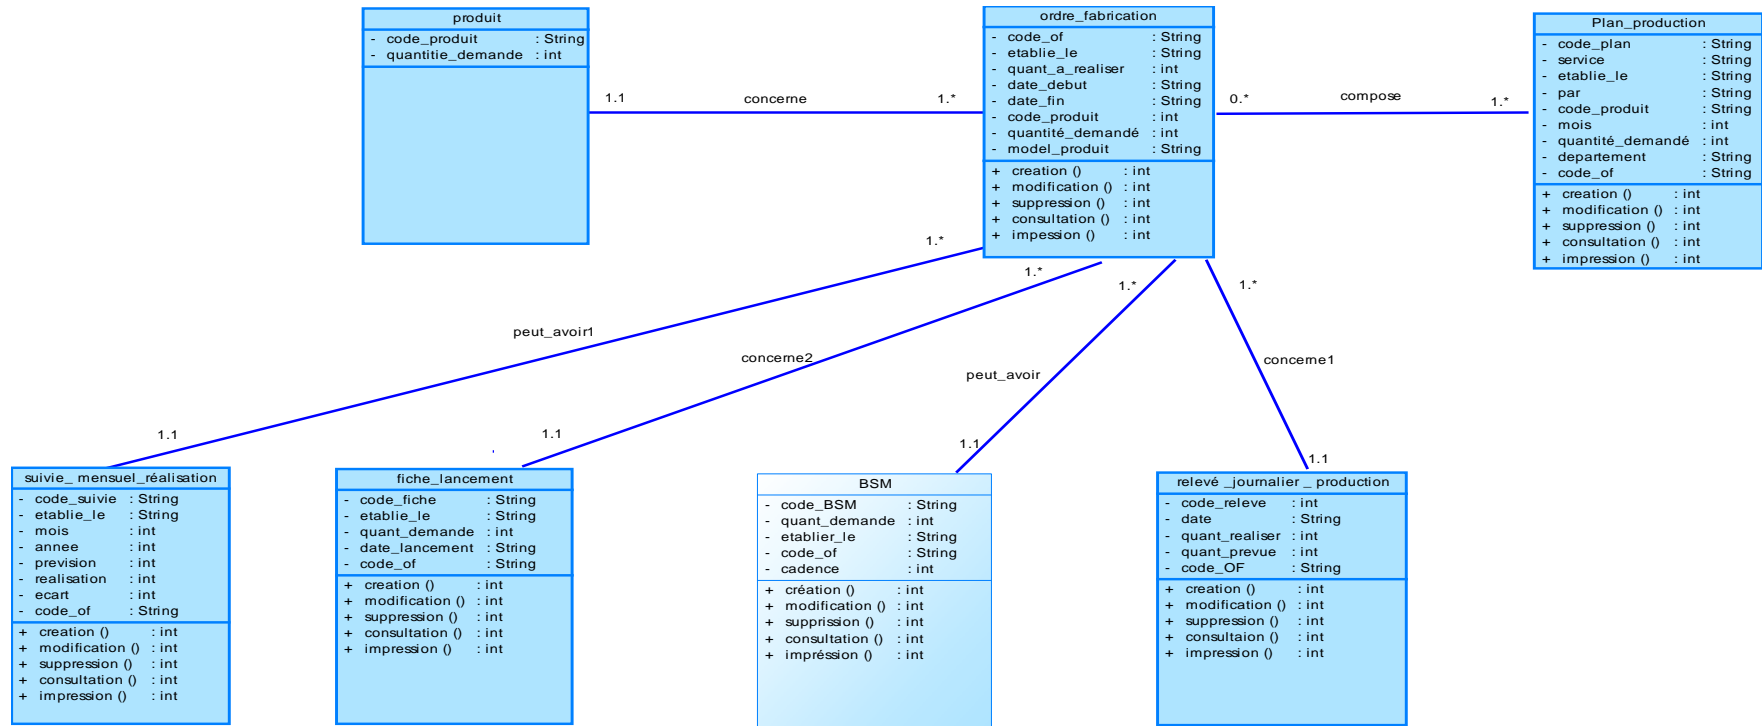 produit
- code_produit : String
- quantitie_demande : int
1.1
concerne
1.*
ordre_fabrication
- code_of : String
- etablie_le : String
- quant_a_realiser : int
- date_debut : String
- date_fin : String
- code_produit : int
- quantité_demandé : int
- model_produit : String
+ creation () : int
+ modification () : int
+ suppression () : int
+ consultation () : int
+ impession () : int
0.*
compose
1.*
Plan_production
- code_plan : String
- service : String
- etablie_le : String
- par : String
- code_produit : String
- mois : int
- quantité_demandé : int
- departement : String
- code_of : String
+ creation () : int
+ modification () : int
+ suppression () : int
+ consultation () : int
+ impression () : int
1.*
peut_avoir1
1.1
1.*
concerne2
1.1
1.*
peut_avoir
1.1
1.*
concerne1
1.1
suivie_ mensuel_réalisation
- code_suivie : String
- etablie_le : String
- mois : int
- annee : int
- prevision : int
- realisation : int
- ecart : int
- code_of : String
+ creation () : int
+ modification () : int
+ suppression () : int
+ consultation () : int
+ impression () : int
fiche_lancement
- code_fiche : String
- etablie_le : String
- quant_demande : int
- date_lancement : String
- code_of : String
+ creation () : int
+ modification () : int
+ suppression () : int
+ consultation () : int
+ impression () : int
BSM
- code_BSM : String
- quant_demande : int
- etablier_le : String
- code_of : String
- cadence : int
+ création () : int
+ modification () : int
+ supprission () : int
+ consultation () : int
+ impréssion () : int
relevé _journalier _ production
- code_releve : int
- date : String
- quant_realiser : int
- quant_prevue : int
- code_OF : String
+ creation () : int
+ modification () : int
+ suppression () : int
+ consultaion () : int
+ impression () : int